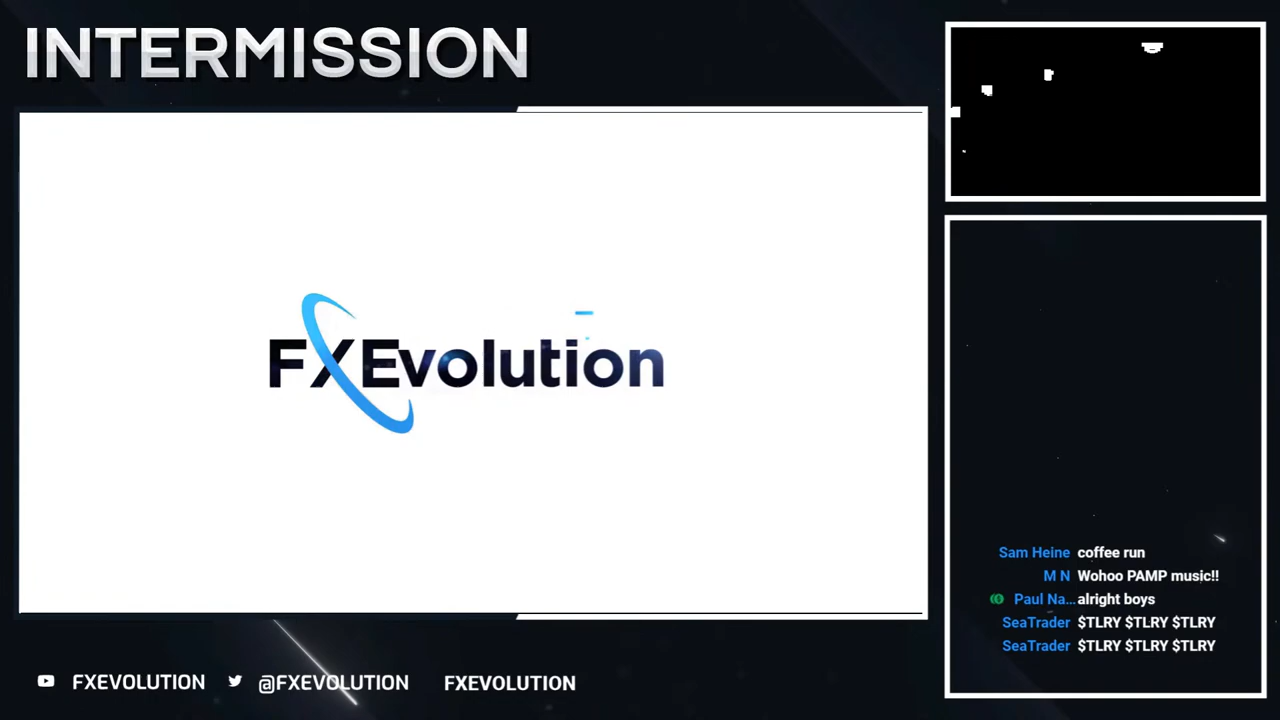 INTERMISSION
FXEvolution
Sam Heine coffee run
M N Wohoo PAMP music!!
Paul Na... alright boys
SeaTrader $TLRY $TLRY $TLRY
SeaTrader $TLRY $TLRY $TLRY
FXEVOLUTION @FXEVOLUTION FXEVOLUTION